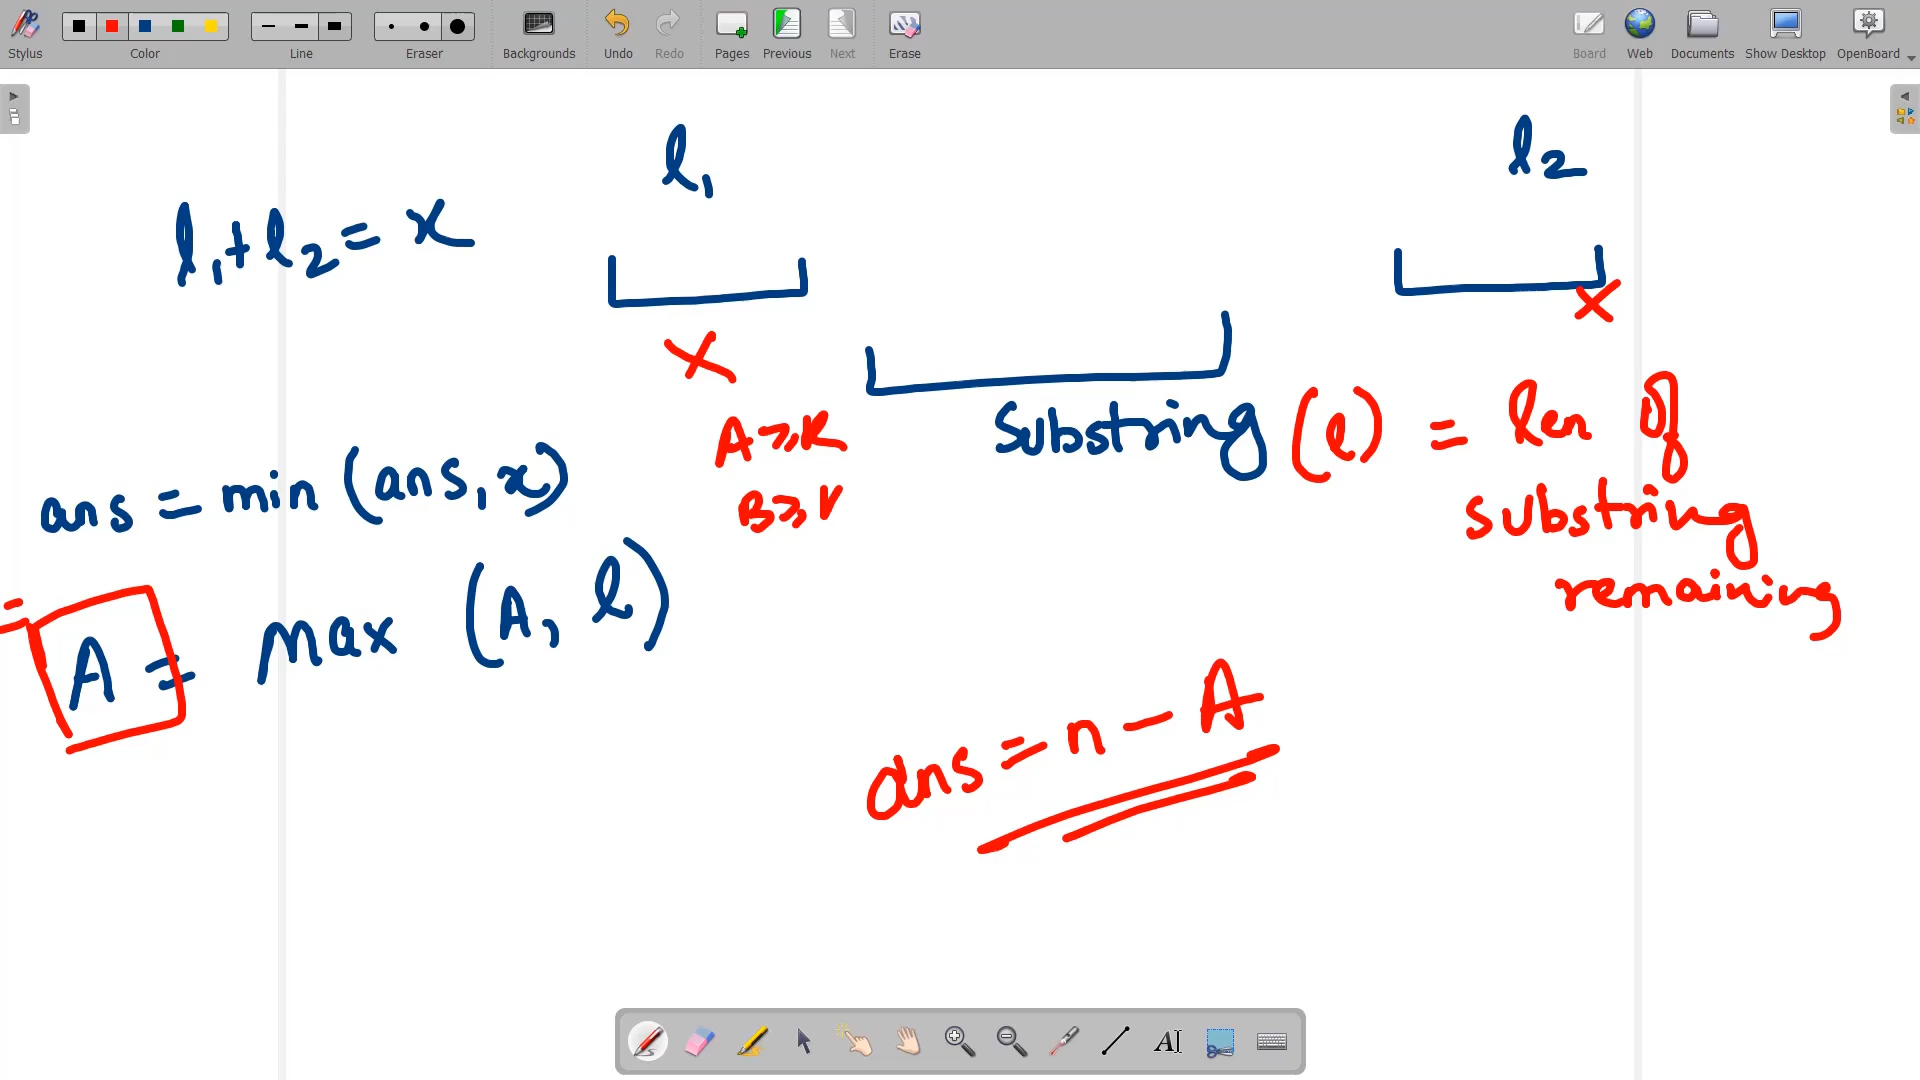 Stylus
Color
Line
Eraser
Backgrounds
Undo
Redo
Pages
Previous
Next
Erase
Board
Web
Documents
Show Desktop
OpenBoard
l1
l2
l1+l2 = x
x
x
A ≥ K
B ≥
substring (l) = len of
substring
remaining
ans = min (ans, x)
A = max (A, l)
ans = n - A